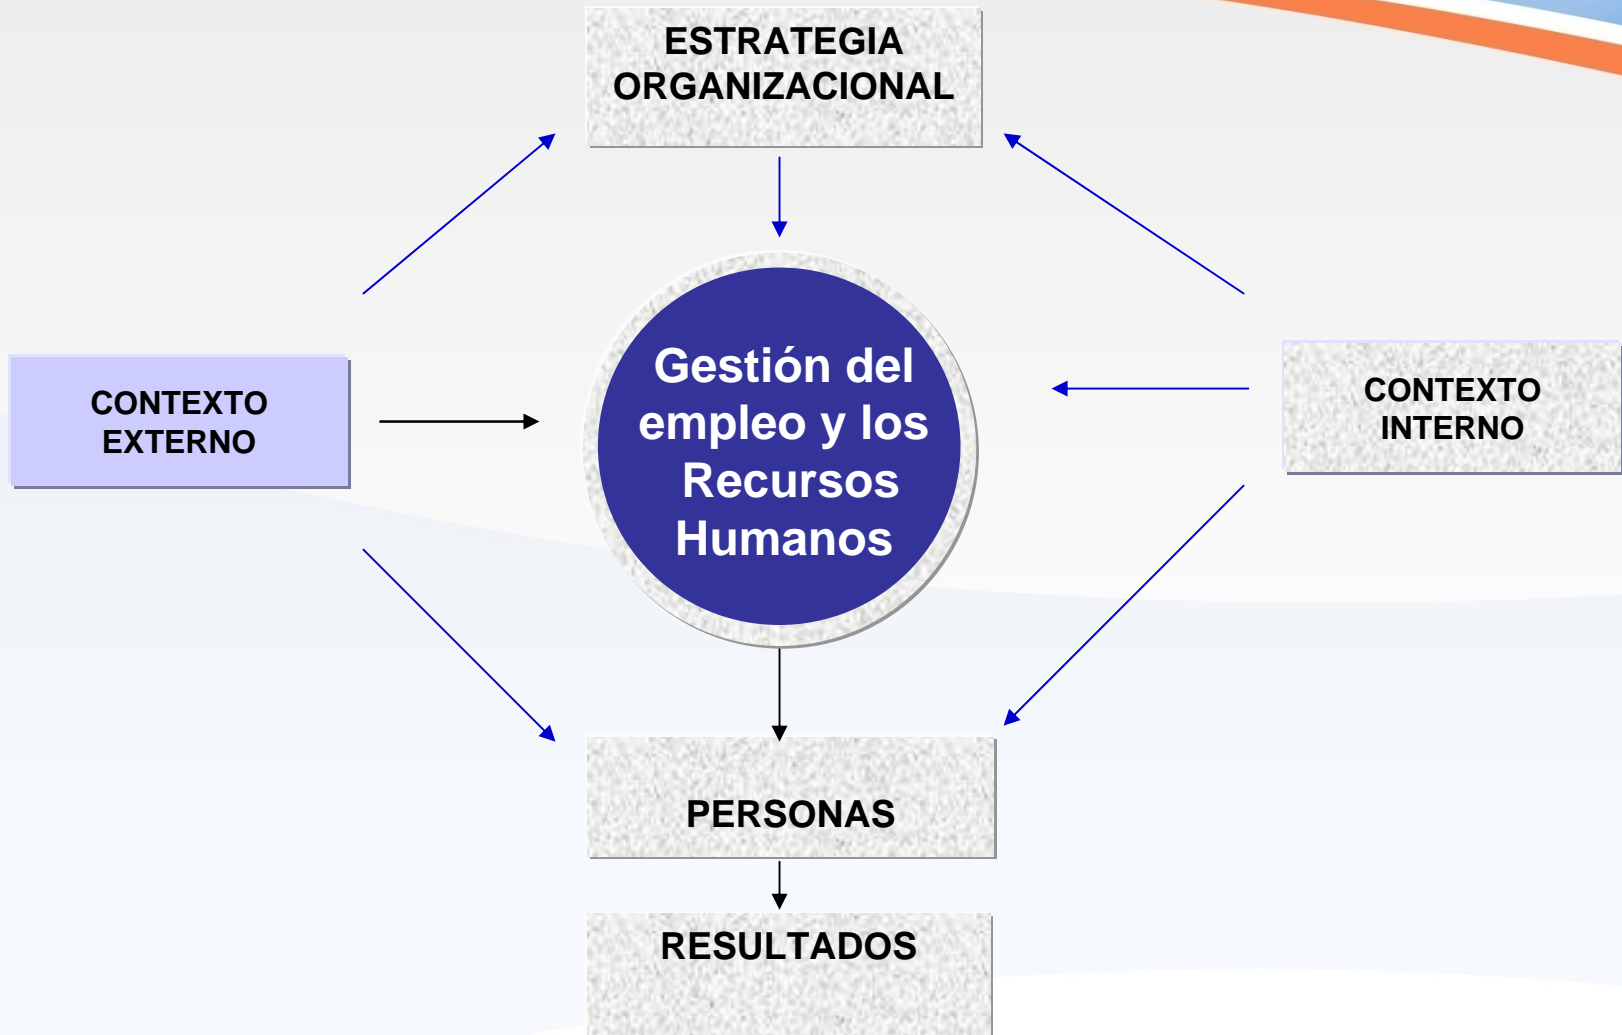 ESTRATEGIA
ORGANIZACIONAL
CONTEXTO
EXTERNO
Gestión del
empleo y los
Recursos
Humanos
CONTEXTO
INTERNO
PERSONAS
RESULTADOS